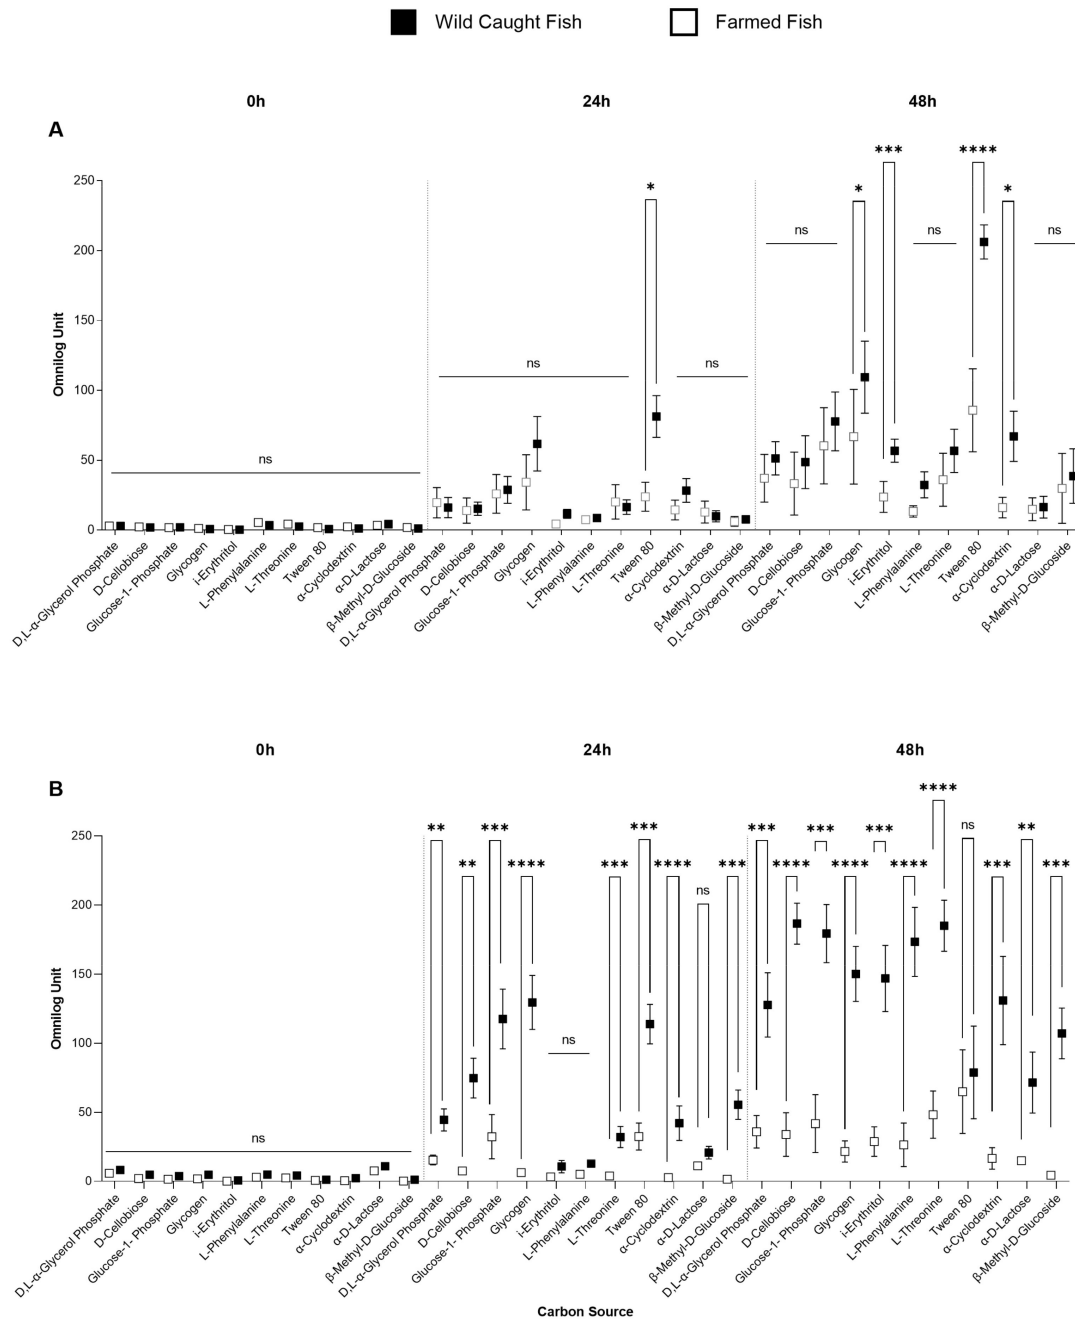 Wild Caught Fish
Farmed Fish
0h
24h
48h
A
*
ns
ns
ns
ns
*
***
ns
****
*
ns
250
200
150
100
50
0
Omnilog Unit
D,L-α-Glycerol Phosphate
D-Cellobiose
Glucose-1- Phosphate
Glycogen
i-Erythritol
L-Phenylalanine
L-Threonine
Tween 80
α-Cyclodextrin
α-D-Lactose
β-Methyl-D-Glucoside
D,L-α-Glycerol Phosphate
D-Cellobiose
Glucose-1- Phosphate
Glycogen
i-Erythritol
L-Phenylalanine
L-Threonine
Tween 80
α-Cyclodextrin
α-D-Lactose
β-Methyl-D-Glucoside
D,L-α-Glycerol Phosphate
D-Cellobiose
Glucose-1- Phosphate
Glycogen
i-Erythritol
L-Phenylalanine
L-Threonine
Tween 80
α-Cyclodextrin
α-D-Lactose
β-Methyl-D-Glucoside
0h
24h
48h
B
ns
**
**
***
****
ns
***
***
****
ns
***
***
****
***
****
***
****
****
ns
***
**
***
250
200
150
100
50
0
Omnilog Unit
D,L-α-Glycerol Phosphate
D-Cellobiose
Glucose-1- Phosphate
Glycogen
i-Erythritol
L-Phenylalanine
L-Threonine
Tween 80
α-Cyclodextrin
α-D-Lactose
β-Methyl-D-Glucoside
D,L-α-Glycerol Phosphate
D-Cellobiose
Glucose-1- Phosphate
Glycogen
i-Erythritol
L-Phenylalanine
L-Threonine
Tween 80
α-Cyclodextrin
α-D-Lactose
β-Methyl-D-Glucoside
D,L-α-Glycerol Phosphate
D-Cellobiose
Glucose-1- Phosphate
Glycogen
i-Erythritol
L-Phenylalanine
L-Threonine
Tween 80
α-Cyclodextrin
α-D-Lactose
β-Methyl-D-Glucoside
Carbon Source